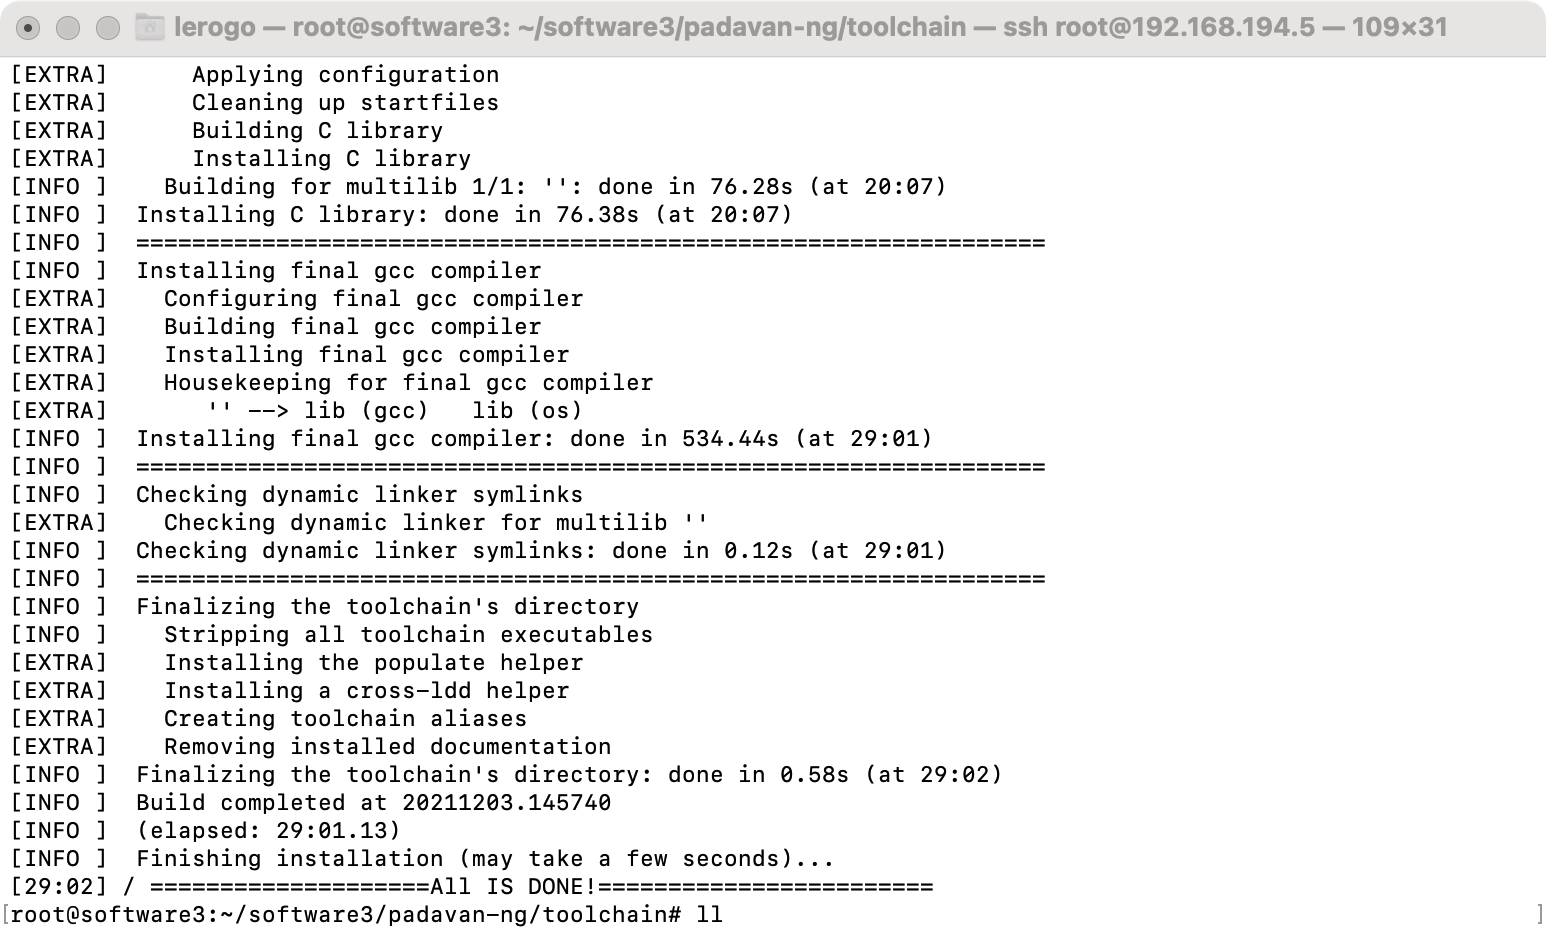 lerogo — root@software3: ~/software3/padavan-ng/toolchain — ssh root@192.168.194.5 — 109×31
[EXTRA]      Applying configuration
[EXTRA]      Cleaning up startfiles
[EXTRA]      Building C library
[EXTRA]      Installing C library
[INFO ]    Building for multilib 1/1: '': done in 76.28s (at 20:07)
[INFO ]  Installing C library: done in 76.38s (at 20:07)
[INFO ]  =================================================================
[INFO ]  Installing final gcc compiler
[EXTRA]    Configuring final gcc compiler
[EXTRA]    Building final gcc compiler
[EXTRA]    Installing final gcc compiler
[EXTRA]    Housekeeping for final gcc compiler
[EXTRA]       '' --> lib (gcc)   lib (os)
[INFO ]  Installing final gcc compiler: done in 534.44s (at 29:01)
[INFO ]  =================================================================
[INFO ]  Checking dynamic linker symlinks
[EXTRA]    Checking dynamic linker for multilib ''
[INFO ]  Checking dynamic linker symlinks: done in 0.12s (at 29:01)
[INFO ]  =================================================================
[INFO ]  Finalizing the toolchain's directory
[INFO ]    Stripping all toolchain executables
[EXTRA]    Installing the populate helper
[EXTRA]    Installing a cross-ldd helper
[EXTRA]    Creating toolchain aliases
[EXTRA]    Removing installed documentation
[INFO ]  Finalizing the toolchain's directory: done in 0.58s (at 29:02)
[INFO ]  Build completed at 20211203.145740
[INFO ]  (elapsed: 29:01.13)
[INFO ]  Finishing installation (may take a few seconds)...
[29:02] / ====================All IS DONE!========================
[root@software3:~/software3/padavan-ng/toolchain# ll ]